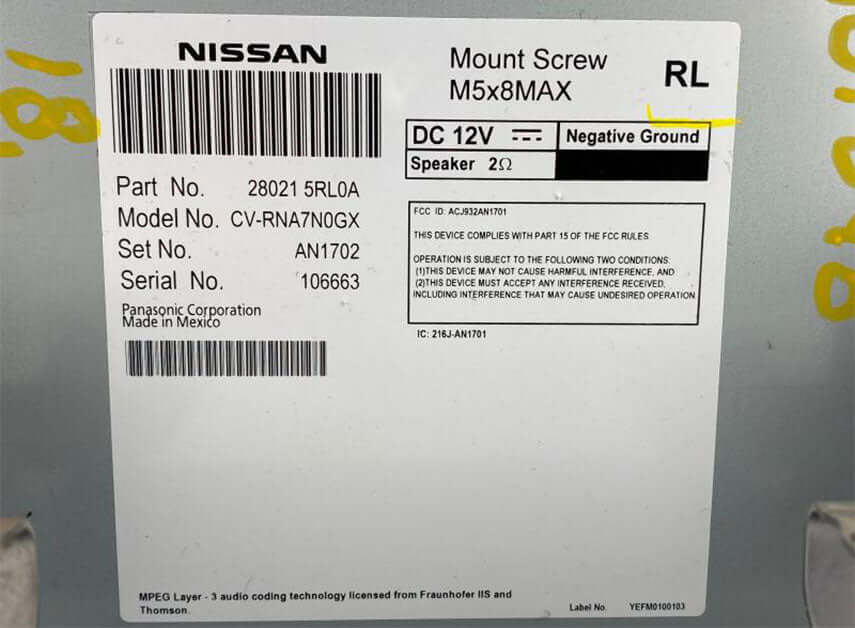 NISSAN
Mount Screw
M5x8MAX
RL
DC 12V
Negative Ground
Speaker 2Ω
Part No. 28021 5RL0A
Model No. CV-RNA7N0GX
Set No. AN1702
Serial No. 106663
Panasonic Corporation
Made in Mexico
FCC ID: ACJ932AN1701
THIS DEVICE COMPLIES WITH PART 15 OF THE FCC RULES.
OPERATION IS SUBJECT TO THE FOLLOWING TWO CONDITIONS:
(1)THIS DEVICE MAY NOT CAUSE HARMFUL INTERFERENCE, AND
(2)THIS DEVICE MUST ACCEPT ANY INTERFERENCE RECEIVED,
INCLUDING INTERFERENCE THAT MAY CAUSE UNDESIRED OPERATION
IC: 216J-AN1701
MPEG Layer - 3 audio coding technology licensed from Fraunhofer IIS and
Thomson.
Label No. YEFM0100103